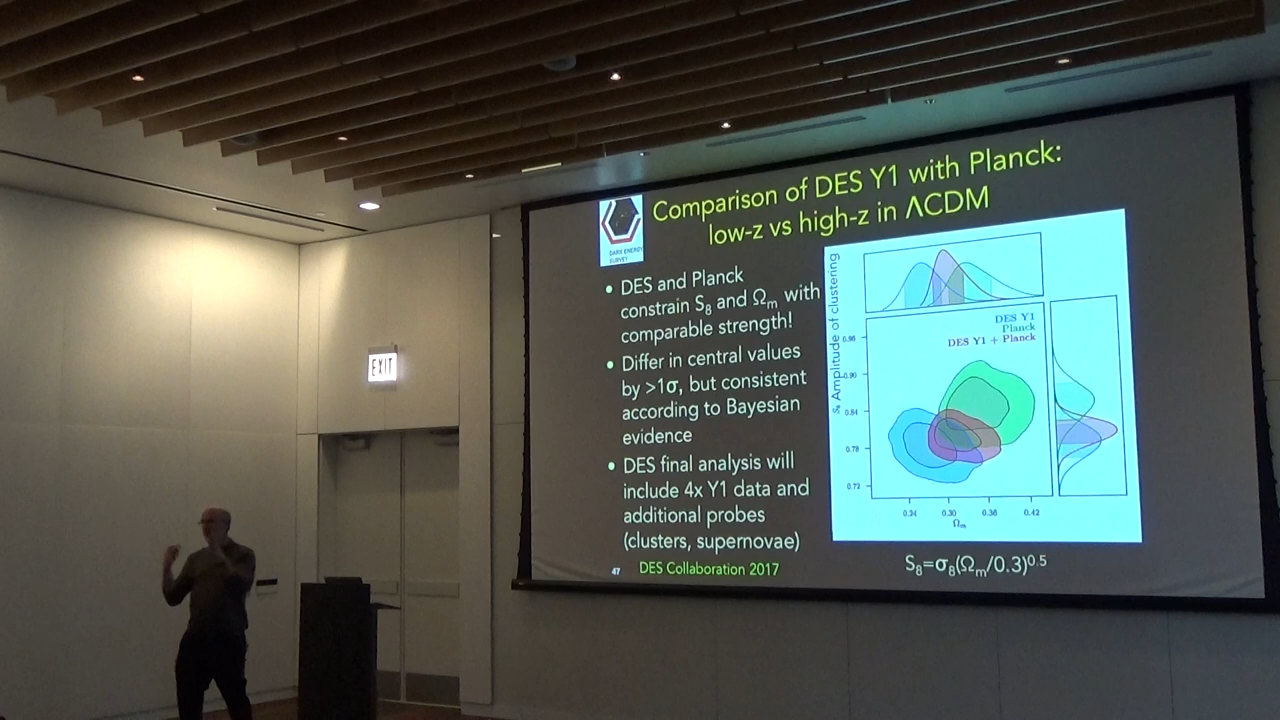 Comparison of DES Y1 with Planck:
low-z vs high-z in ΛCDM
DARK ENERGY
SURVEY
• DES and Planck
constrain S₈ and Ωₘ with
comparable strength!
• Differ in central values
by >1σ, but consistent
according to Bayesian
evidence
• DES final analysis will
include 4x Y1 data and
additional probes
(clusters, supernovae)
47 DES Collaboration 2017
S₈ Amplitude of clustering
DES Y1
Planck
DES Y1 + Planck
0.96
0.90
0.84
0.78
0.72
0.24 0.30 0.36 0.42
Ωₘ
S₈=σ₈(Ωₘ/0.3)⁰·⁵
EXIT